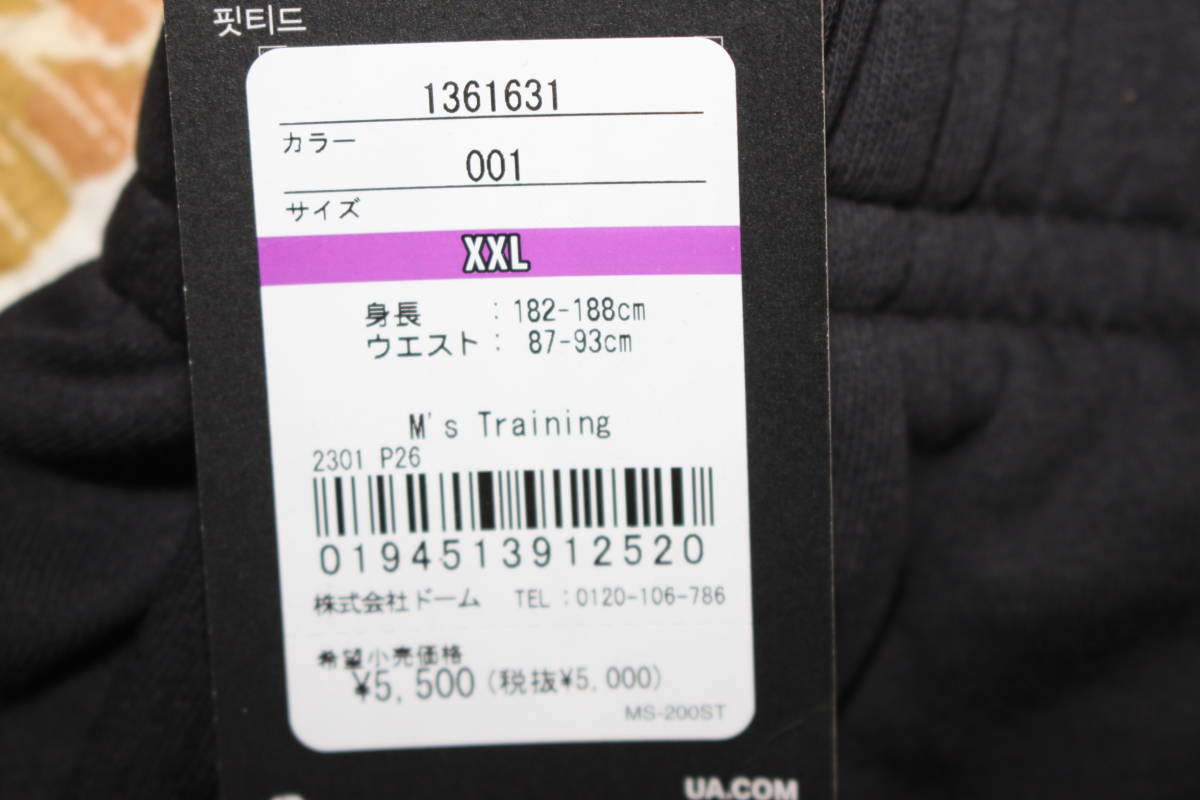 핏티드
1361631
カラー
001
サイズ
XXL
身長 : 182-188cm
ウエスト : 87-93cm
M's Training
2301 P26
0194513912520
株式会社ドーム TEL : 0120-106-786
希望小売価格
¥5,500 (税抜¥5,000)
MS-200ST
UA.COM